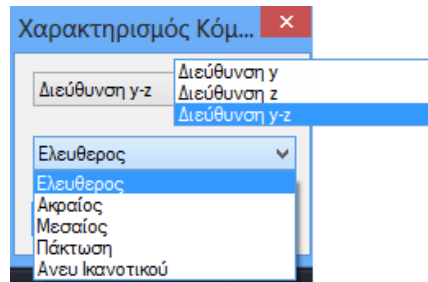 Χαρακτηρισμός Κόμ...
Διεύθυνση y-z
Διεύθυνση y
Διεύθυνση z
Διεύθυνση y-z
Ελευθερος
Ελευθερος
Ακραίος
Μεσαίος
Πάκτωση
Ανευ Ικανοτικού